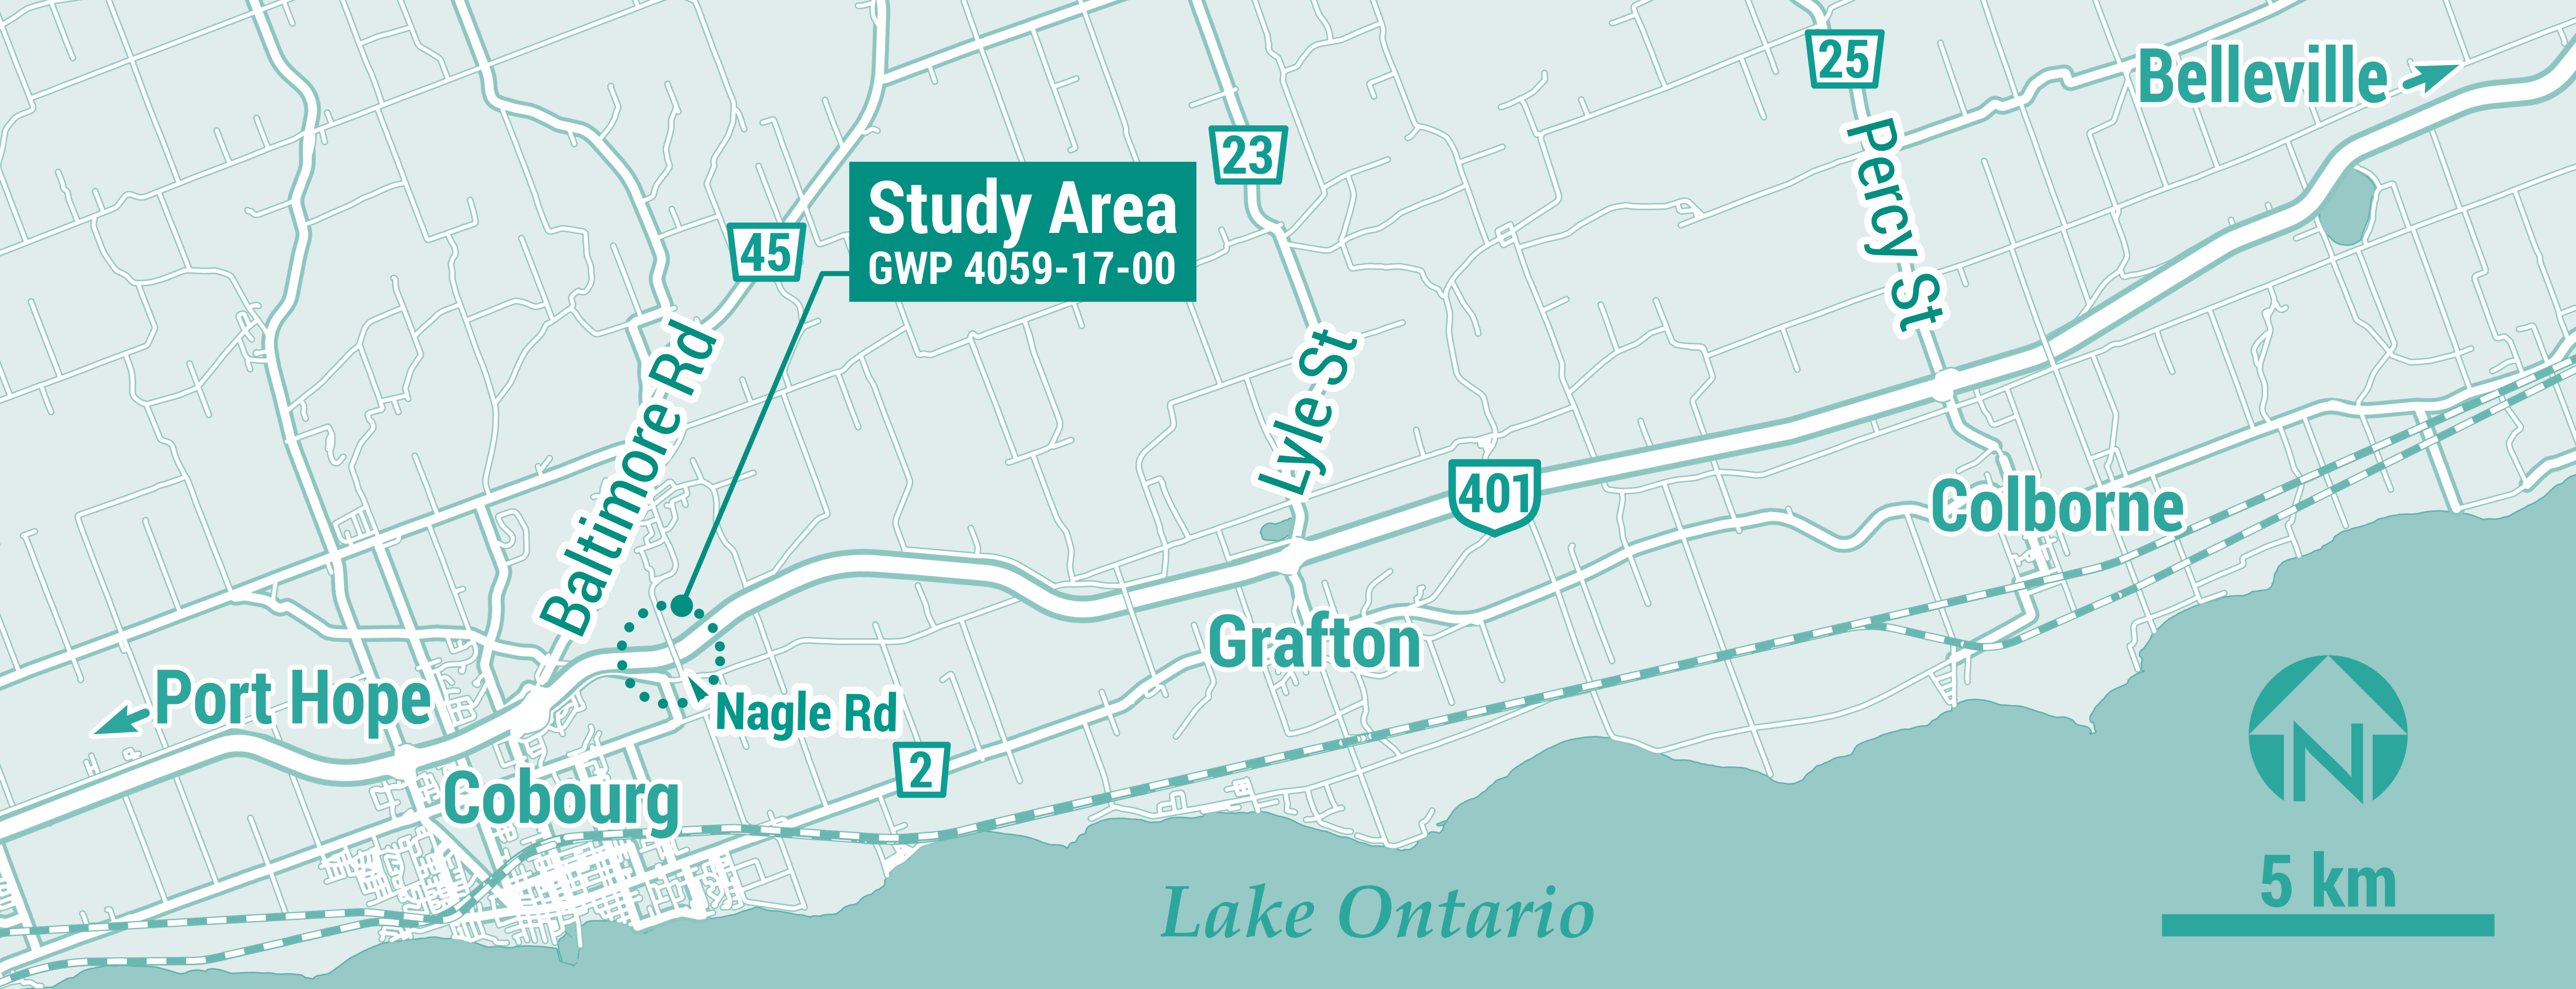 25
Belleville
23
Percy St
Study Area
GWP 4059-17-00
45
Baltimore Rd
Lyle St
401
Colborne
Grafton
Port Hope
Nagle Rd
2
Cobourg
N
5 km
Lake Ontario